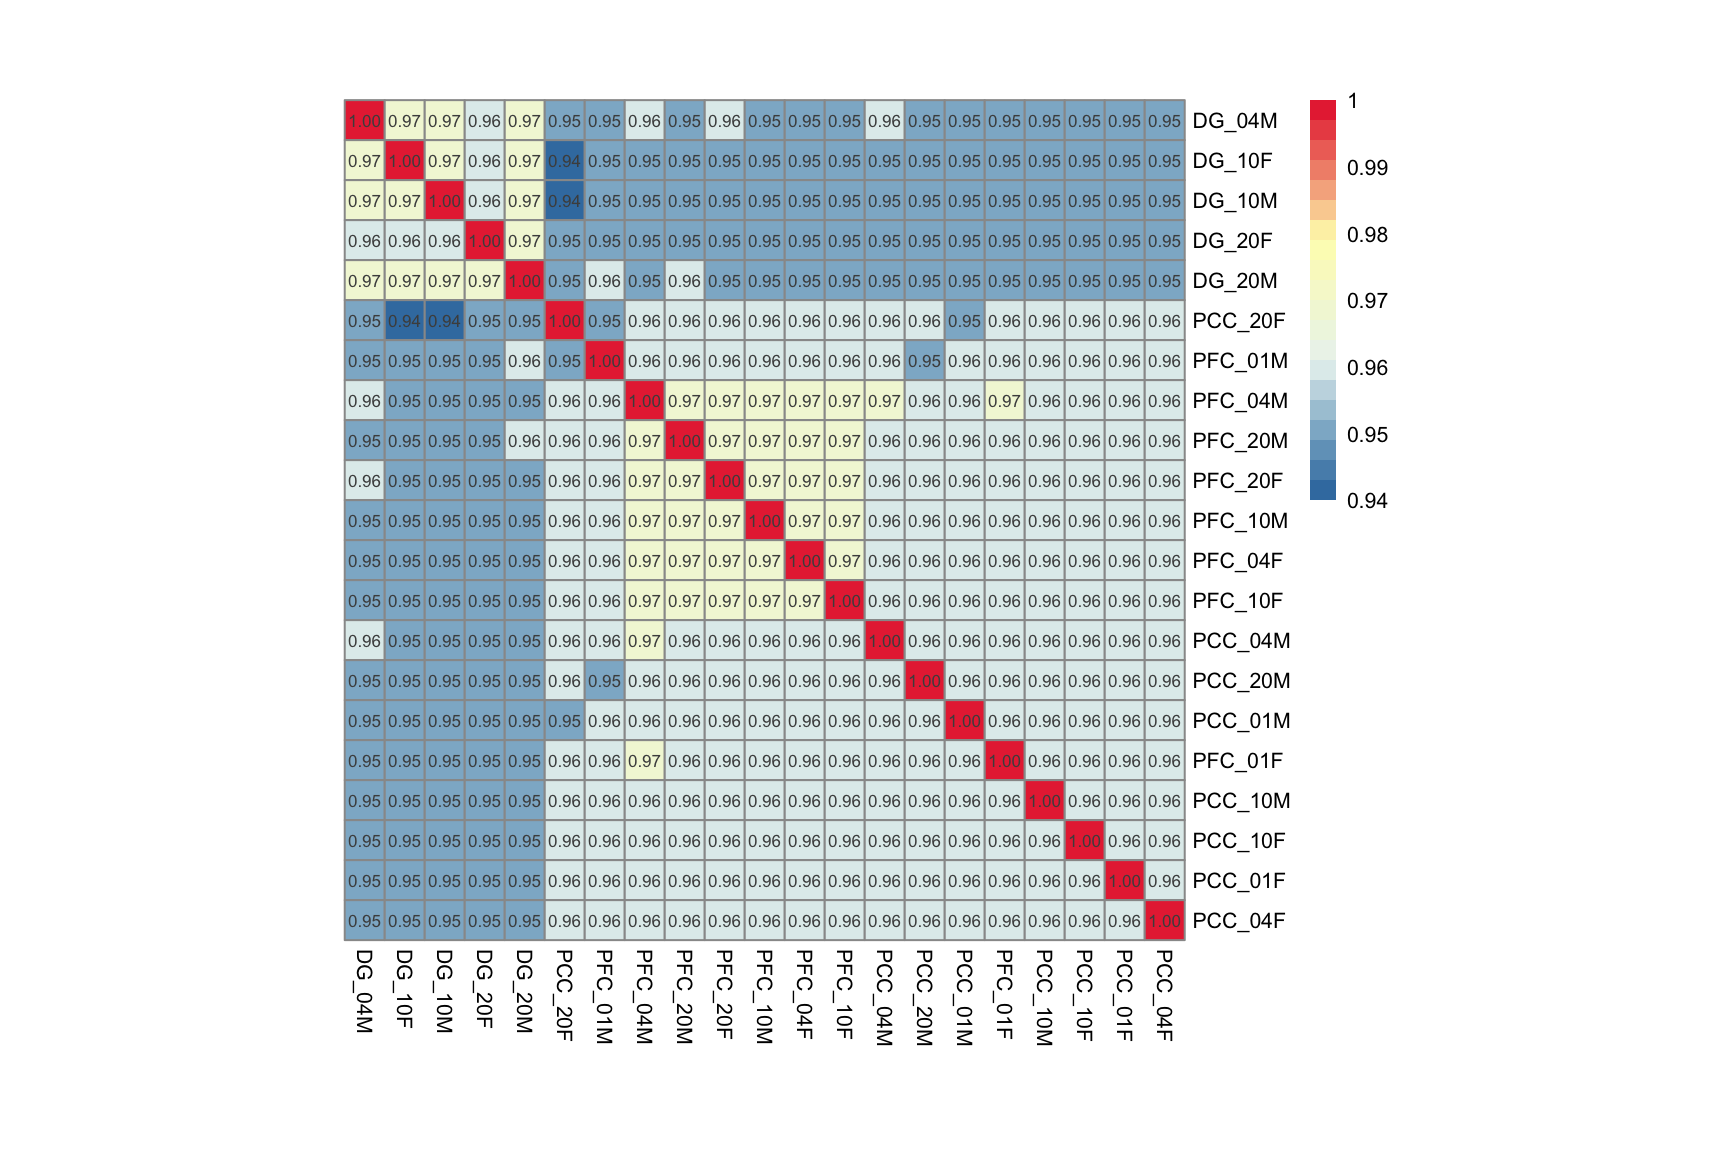 1.00 0.97 0.97 0.96 0.97 0.95 0.95 0.96 0.95 0.96 0.95 0.95 0.95 0.96 0.95 0.95 0.95 0.95 0.95 0.95 0.95 DG_04M
0.97 1.00 0.97 0.96 0.97 0.94 0.95 0.95 0.95 0.95 0.95 0.95 0.95 0.95 0.95 0.95 0.95 0.95 0.95 0.95 0.95 DG_10F
0.97 0.97 1.00 0.96 0.97 0.94 0.95 0.95 0.95 0.95 0.95 0.95 0.95 0.95 0.95 0.95 0.95 0.95 0.95 0.95 0.95 DG_10M
0.96 0.96 0.96 1.00 0.97 0.95 0.95 0.95 0.95 0.95 0.95 0.95 0.95 0.95 0.95 0.95 0.95 0.95 0.95 0.95 0.95 DG_20F
0.97 0.97 0.97 0.97 1.00 0.95 0.96 0.95 0.96 0.95 0.95 0.95 0.95 0.95 0.95 0.95 0.95 0.95 0.95 0.95 0.95 DG_20M
0.95 0.94 0.94 0.95 0.95 1.00 0.95 0.96 0.96 0.96 0.96 0.96 0.96 0.96 0.96 0.95 0.96 0.96 0.96 0.96 0.96 PCC_20F
0.95 0.95 0.95 0.95 0.96 0.95 1.00 0.96 0.96 0.96 0.96 0.96 0.96 0.96 0.95 0.96 0.96 0.96 0.96 0.96 0.96 PFC_01M
0.96 0.95 0.95 0.95 0.95 0.96 0.96 1.00 0.97 0.97 0.97 0.97 0.97 0.97 0.96 0.96 0.97 0.96 0.96 0.96 0.96 PFC_04M
0.95 0.95 0.95 0.95 0.96 0.96 0.96 0.97 1.00 0.97 0.97 0.97 0.97 0.96 0.96 0.96 0.96 0.96 0.96 0.96 0.96 PFC_20M
0.96 0.95 0.95 0.95 0.95 0.96 0.96 0.97 0.97 1.00 0.97 0.97 0.97 0.96 0.96 0.96 0.96 0.96 0.96 0.96 0.96 PFC_20F
0.95 0.95 0.95 0.95 0.95 0.96 0.96 0.97 0.97 0.97 1.00 0.97 0.97 0.96 0.96 0.96 0.96 0.96 0.96 0.96 0.96 PFC_10M
0.95 0.95 0.95 0.95 0.95 0.96 0.96 0.97 0.97 0.97 0.97 1.00 0.97 0.96 0.96 0.96 0.96 0.96 0.96 0.96 0.96 PFC_04F
0.95 0.95 0.95 0.95 0.95 0.96 0.96 0.97 0.97 0.97 0.97 0.97 1.00 0.96 0.96 0.96 0.96 0.96 0.96 0.96 0.96 PFC_10F
0.96 0.95 0.95 0.95 0.95 0.96 0.96 0.97 0.96 0.96 0.96 0.96 0.96 1.00 0.96 0.96 0.96 0.96 0.96 0.96 0.96 PCC_04M
0.95 0.95 0.95 0.95 0.95 0.96 0.95 0.96 0.96 0.96 0.96 0.96 0.96 0.96 1.00 0.96 0.96 0.96 0.96 0.96 0.96 PCC_20M
0.95 0.95 0.95 0.95 0.95 0.95 0.96 0.96 0.96 0.96 0.96 0.96 0.96 0.96 0.96 1.00 0.96 0.96 0.96 0.96 0.96 PCC_01M
0.95 0.95 0.95 0.95 0.95 0.96 0.96 0.97 0.96 0.96 0.96 0.96 0.96 0.96 0.96 0.96 1.00 0.96 0.96 0.96 0.96 PFC_01F
0.95 0.95 0.95 0.95 0.95 0.96 0.96 0.96 0.96 0.96 0.96 0.96 0.96 0.96 0.96 0.96 0.96 1.00 0.96 0.96 0.96 PCC_10M
0.95 0.95 0.95 0.95 0.95 0.96 0.96 0.96 0.96 0.96 0.96 0.96 0.96 0.96 0.96 0.96 0.96 0.96 1.00 0.96 0.96 PCC_10F
0.95 0.95 0.95 0.95 0.95 0.96 0.96 0.96 0.96 0.96 0.96 0.96 0.96 0.96 0.96 0.96 0.96 0.96 0.96 1.00 0.96 PCC_01F
0.95 0.95 0.95 0.95 0.95 0.96 0.96 0.96 0.96 0.96 0.96 0.96 0.96 0.96 0.96 0.96 0.96 0.96 0.96 0.96 1.00 PCC_04F
DG_04M
DG_10F
DG_10M
DG_20F
DG_20M
PCC_20F
PFC_01M
PFC_04M
PFC_20M
PFC_20F
PFC_10M
PFC_04F
PFC_10F
PCC_04M
PCC_20M
PCC_01M
PFC_01F
PCC_10M
PCC_10F
PCC_01F
PCC_04F
1
0.99
0.98
0.97
0.96
0.95
0.94